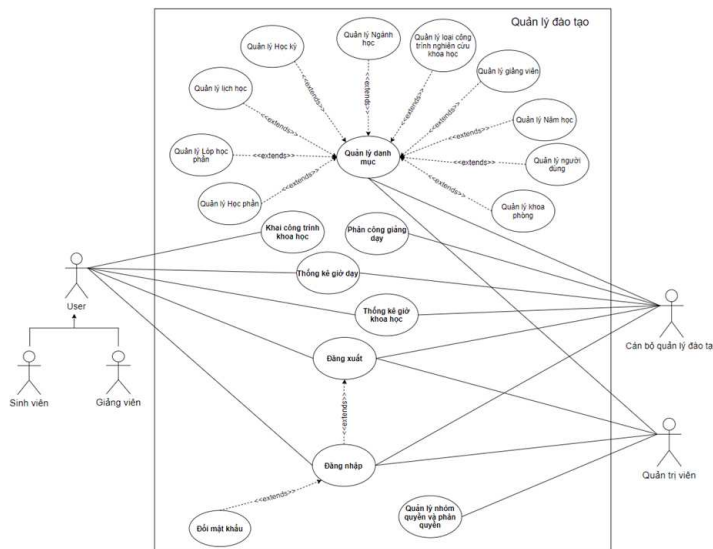 Quản lý đào tạo
Quản lý Ngành học
Quản lý Học kỳ
Quản lý loại công
trình nghiên cứu
khoa học
Quản lý giảng viên
Quản lý lịch học
<<extends>>
<<extends>>
<<extends>>
<<extends>>
<<extends>>
Quản lý Năm học
<<extends>>
<<extends>>
Quản lý Lớp học
phần
<<extends>>
Quản lý danh
mục
<<extends>>
Quản lý người
dùng
<<extends>>
<<extends>>
Quản lý Học phần
Quản lý khoa
phòng
Khai công trình
khoa học
Phân công giảng
dạy
Thống kê giờ dạy
User
Thống kê giờ
khoa học
Cán bộ quản lý đào tạ
Đăng xuất
Sinh viên
Giảng viên
<<extends>>
Đăng nhập
Quản trị viên
<<extends>>
Đổi mật khẩu
Quản lý nhóm
quyền và phân
quyền